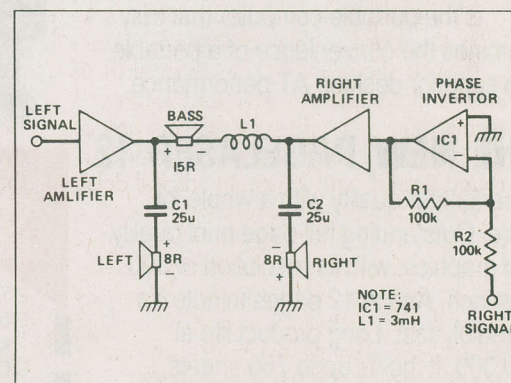 LEFT
SIGNAL
LEFT
AMLIFIER
BASS
15R
L1
RIGHT
AMPLIFIER
PHASE
INVERTOR
IC1
+
−
C1
25u
C2
25u
R1
100k
R2
100k
LEFT
+
8R
−
8R
+
RIGHT
NOTE:
IC1 = 741
L1 = 3mH
RIGHT
SIGNAL